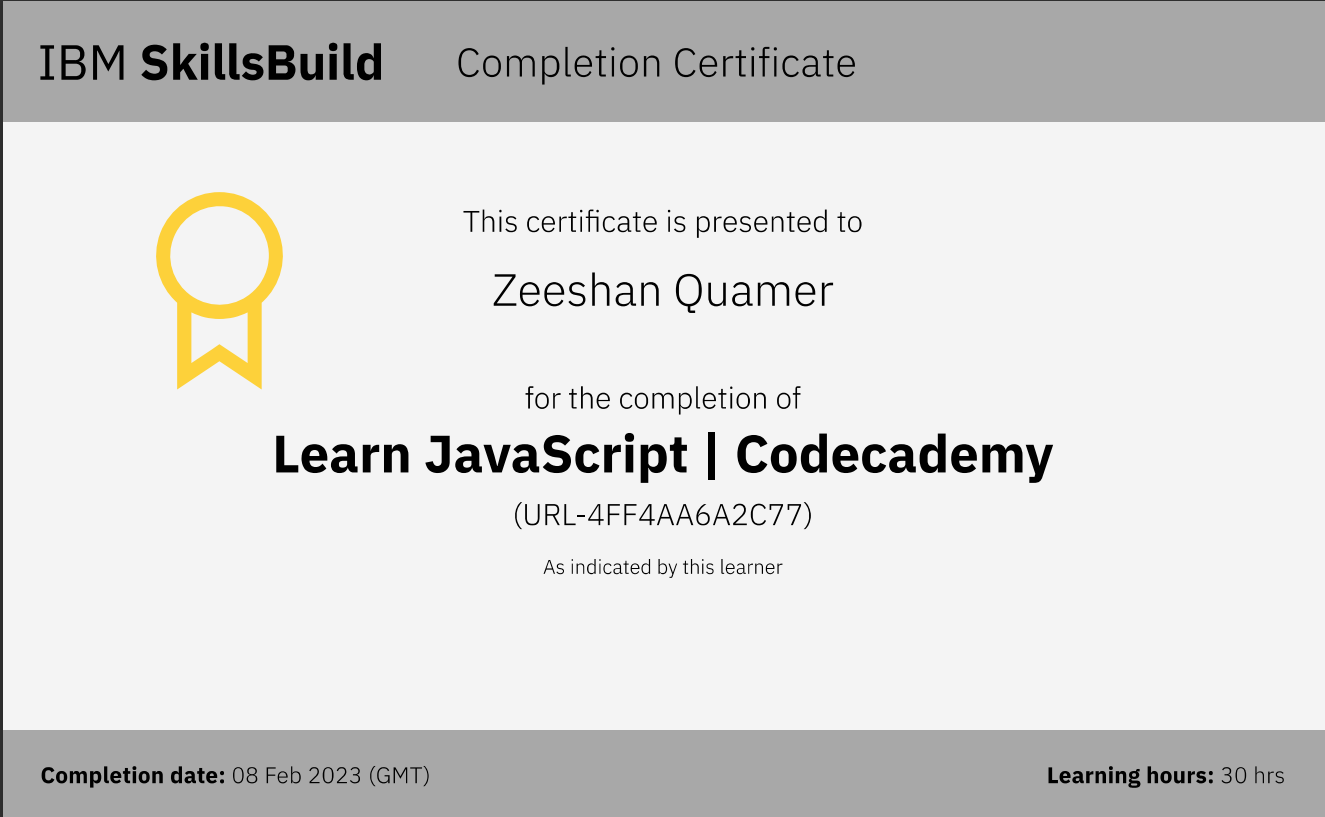 IBM SkillsBuild Completion Certificate
This certificate is presented to
Zeeshan Quamer
for the completion of
Learn JavaScript | Codecademy
(URL-4FF4AA6A2C77)
As indicated by this learner
Completion date: 08 Feb 2023 (GMT)
Learning hours: 30 hrs